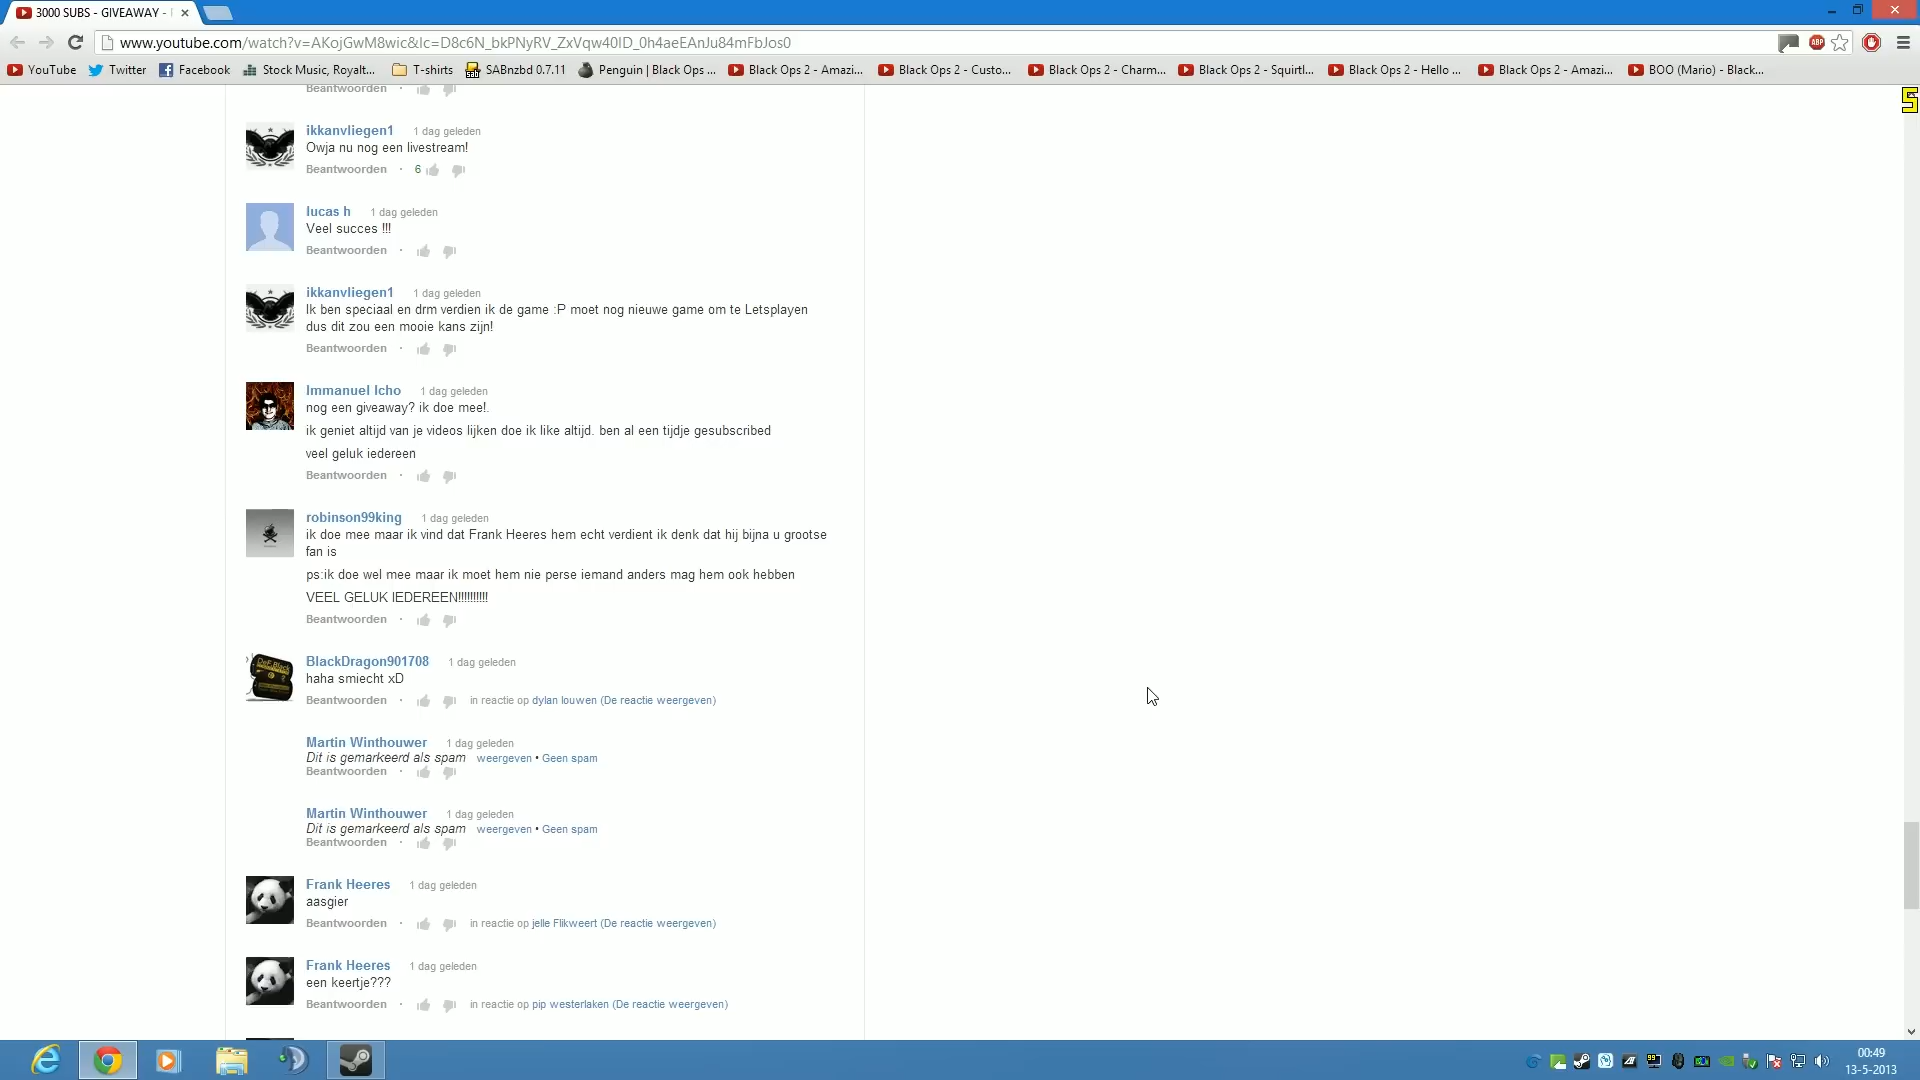 3000 SUBS - GIVEAWAY -
www.youtube.com/watch?v=AKojGwM8wic&lc=D8c6N_bkPNyRV_ZxVqw40ID_0h4aeEAnJu84mFbJos0
ABP
YouTube Twitter Facebook Stock Music, Royalt... T-shirts SABnzbd 0.7.11 Penguin | Black Ops ... Black Ops 2 - Amazi... Black Ops 2 - Custo... Black Ops 2 - Charm... Black Ops 2 - Squirtl... Black Ops 2 - Hello ... Black Ops 2 - Amazi... BOO (Mario) - Black...
Beantwoorden ·
ikkanvliegen1 1 dag geleden
Owja nu nog een livestream!
Beantwoorden · 6
lucas h 1 dag geleden
Veel succes !!!
Beantwoorden ·
ikkanvliegen1 1 dag geleden
Ik ben speciaal en drm verdien ik de game :P moet nog nieuwe game om te Letsplayen
dus dit zou een mooie kans zijn!
Beantwoorden ·
Immanuel Icho 1 dag geleden
nog een giveaway? ik doe mee!.
ik geniet altijd van je videos lijken doe ik like altijd. ben al een tijdje gesubscribed
veel geluk iedereen
Beantwoorden ·
robinson99king 1 dag geleden
ik doe mee maar ik vind dat Frank Heeres hem echt verdient ik denk dat hij bijna u grootse
fan is
ps:ik doe wel mee maar ik moet hem nie perse iemand anders mag hem ook hebben
VEEL GELUK IEDEREEN!!!!!!!!!!
Beantwoorden ·
BlackDragon901708 1 dag geleden
haha smiecht xD
Beantwoorden · in reactie op dylan louwen (De reactie weergeven)
Martin Winthouwer 1 dag geleden
Dit is gemarkeerd als spam weergeven • Geen spam
Beantwoorden ·
Martin Winthouwer 1 dag geleden
Dit is gemarkeerd als spam weergeven • Geen spam
Beantwoorden ·
Frank Heeres 1 dag geleden
aasgier
Beantwoorden · in reactie op jelle Flikweert (De reactie weergeven)
Frank Heeres 1 dag geleden
een keertje???
Beantwoorden · in reactie op pip westerlaken (De reactie weergeven)
00:49
13-5-2013